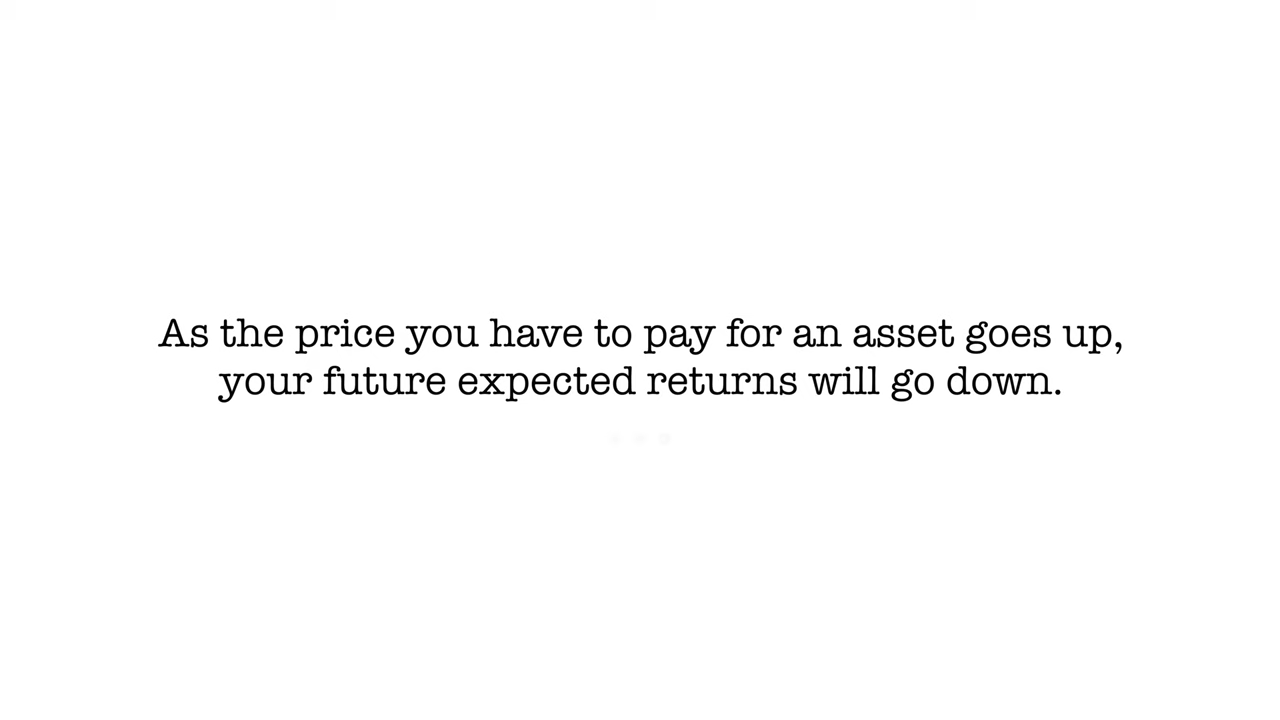 As the price you have to pay for an asset goes up,
your future expected returns will go down.